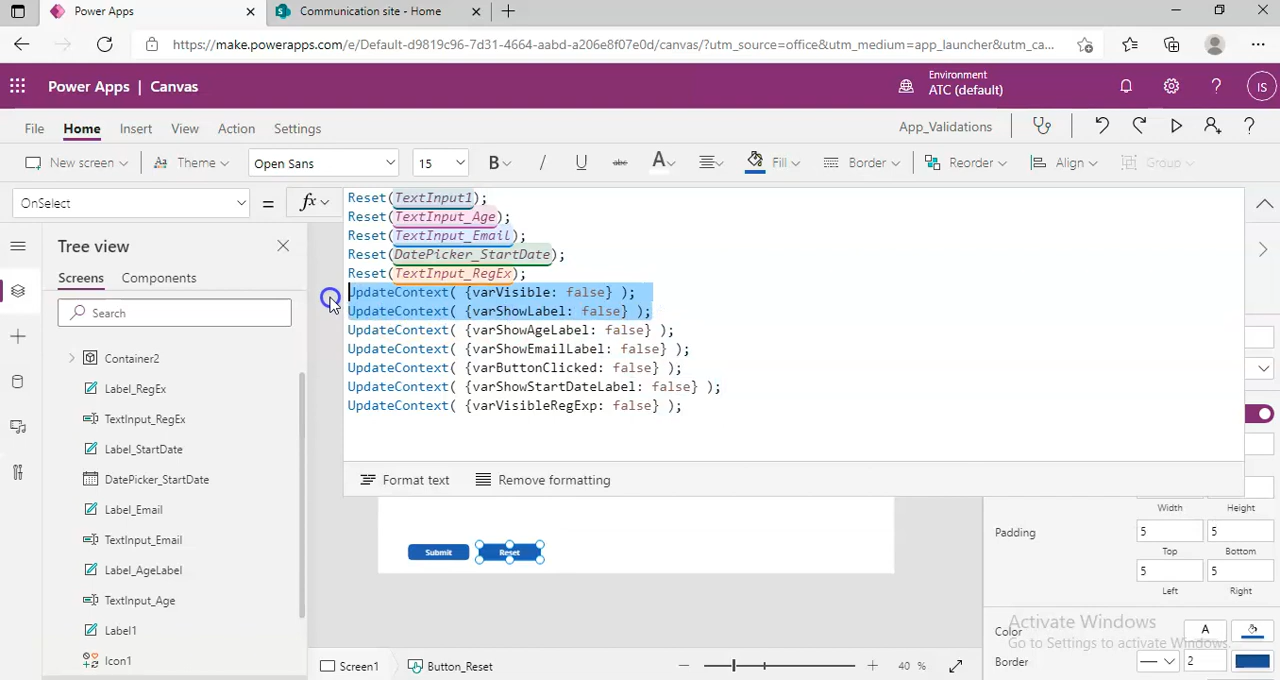 Power Apps
Communication site - Home
https://make.powerapps.com/e/Default-d9819c96-7d31-4664-aabd-a206e8f07e0d/canvas/?utm_source=office&utm_medium=app_launcher&utm_ca...
Power Apps | Canvas
Environment
ATC (default)
IS
File
Home
Insert
View
Action
Settings
App_Validations
New screen
Theme
Open Sans
15
B
A
Fill
Border
Reorder
Align
Group
OnSelect
=
fx
Reset(TextInput1);
Reset(TextInput_Age);
Reset(TextInput_Email);
Reset(DatePicker_StartDate);
Reset(TextInput_RegEx);
UpdateContext( {varVisible: false} );
UpdateContext( {varShowLabel: false} );
UpdateContext( {varShowAgeLabel: false} );
UpdateContext( {varShowEmailLabel: false} );
UpdateContext( {varButtonClicked: false} );
UpdateContext( {varShowStartDateLabel: false} );
UpdateContext( {varVisibleRegExp: false} );
Format text
Remove formatting
Tree view
Screens
Components
Search
Container2
Label_RegEx
TextInput_RegEx
Label_StartDate
DatePicker_StartDate
Label_Email
TextInput_Email
Label_AgeLabel
TextInput_Age
Label1
Icon1
Submit
Reset
Screen1
Button_Reset
40 %
Width
Height
Padding
5
5
Top
Bottom
5
5
Left
Right
Color
A
Border
2
Activate Windows
Go to Settings to activate Windows.